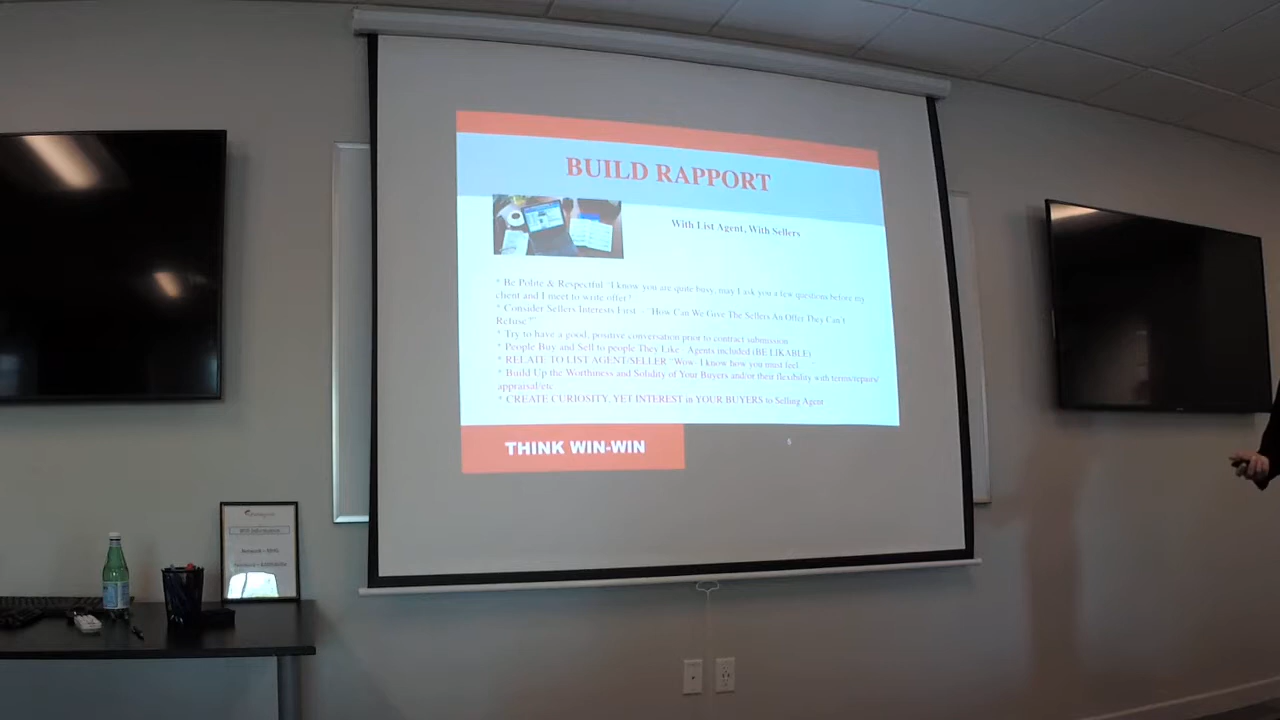 BUILD RAPPORT
With List Agent, With Sellers
* Be Polite & Respectful "I know you are quite busy, may I ask you a few questions before my
client and I meet to write offer?
* Consider Sellers Interests First "How Can We Give The Sellers An Offer They Can't
Refuse?"
* Try to have a good, positive conversation prior to contract submission
* People Buy and Sell to people They Like Agents included (BE LIKABLE)
* RELATE TO LIST AGENT/SELLER "Wow I know how you must feel
* Build Up the Worthiness and Solidity of Your Buyers and/or their flexibility with terms/repairs/
appraisal/etc
* CREATE CURIOSITY, YET INTEREST in YOUR BUYERS to Selling Agent
THINK WIN-WIN
5
Wifi Information